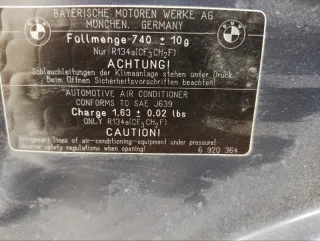 BAYERISCHE MOTOREN WERKE AG
MÜNCHEN, GERMANY
Füllmenge 740 ± 10g
Nur R134a(CF3CH2F)
ACHTUNG!
Schlauchleitungen der Klimaanlage stehen unter Druck.
Beim Öffnen Sicherheitsvorschriften beachten!
AUTOMOTIVE AIR CONDITIONER
CONFORMS TO SAE J639
Charge 1.63 ± 0.02 lbs
ONLY R134a(CF3CH2F)
CAUTION!
lines of air-conditioning-equipment under pressure!
safety regulations when opening!
6 920 364